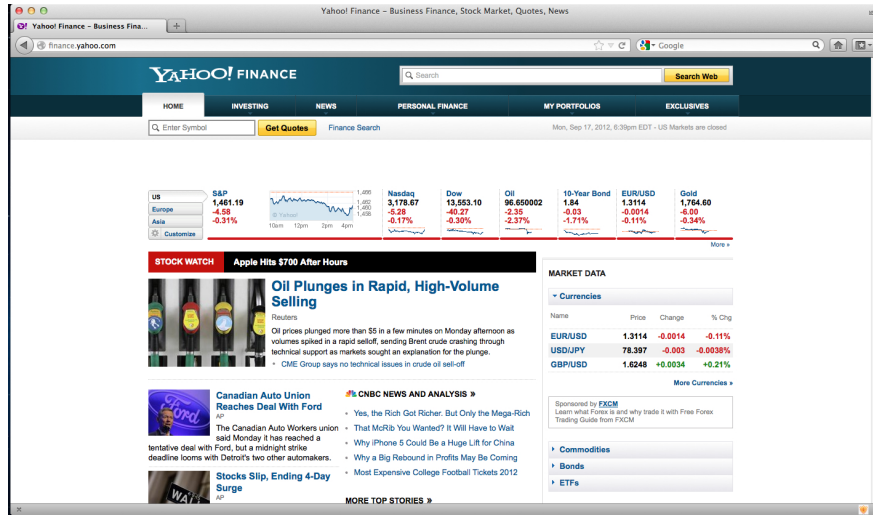 Yahoo! Finance – Business Finance, Stock Market, Quotes, News
Yahoo! Finance – Business Fina...
finance.yahoo.com
Google
YAHOO! FINANCE
Search
Search Web
HOME INVESTING NEWS PERSONAL FINANCE MY PORTFOLIOS EXCLUSIVES
Enter Symbol
Get Quotes
Finance Search
Mon, Sep 17, 2012, 6:39pm EDT - US Markets are closed
US
Europe
Asia
Customize
S&P
1,461.19
-4.58
-0.31%
1,462
1,460
1,458
© Yahoo!
10am 12pm 2pm 4pm
Nasdaq
3,178.67
-5.28
-0.17%
Dow
13,553.10
-40.27
-0.30%
Oil
96.650002
-2.35
-2.37%
10-Year Bond
1.84
-0.03
-1.71%
EUR/USD
1.3114
-0.0014
-0.11%
Gold
1,764.60
-6.00
-0.34%
More »
STOCK WATCH Apple Hits $700 After Hours
Oil Plunges in Rapid, High-Volume
Selling
Reuters
Oil prices plunged more than $5 in a few minutes on Monday afternoon as
volumes spiked in a rapid selloff, sending Brent crude crashing through
technical support as markets sought an explanation for the plunge.
CME Group says no technical issues in crude oil sell-off
Ford
Canadian Auto Union
Reaches Deal With Ford
AP
The Canadian Auto Workers union
said Monday it has reached a
tentative deal with Ford, but a midnight strike
deadline looms with Detroit's two other automakers.
WALL
Stocks Slip, Ending 4-Day
Surge
AP
CNBC NEWS AND ANALYSIS »
Yes, the Rich Got Richer. But Only the Mega-Rich
That McRib You Wanted? It Will Have to Wait
Why iPhone 5 Could Be a Huge Lift for China
Why a Big Rebound in Profits May Be Coming
Most Expensive College Football Tickets 2012
MORE TOP STORIES »
MARKET DATA
Currencies
Name Price Change % Chg
EUR/USD 1.3114 -0.0014 -0.11%
USD/JPY 78.397 -0.003 -0.0038%
GBP/USD 1.6248 +0.0034 +0.21%
More Currencies »
Sponsored by FXCM
Learn what Forex is and why trade it with Free Forex
Trading Guide from FXCM
Commodities
Bonds
ETFs